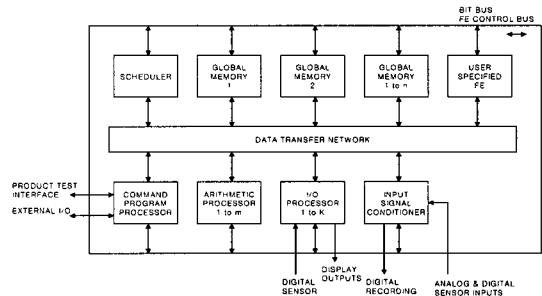 BIT BUS
FE CONTROL BUS
SCHEDULER
GLOBAL
MEMORY
1
GLOBAL
MEMORY
2
GLOBAL
MEMORY
1 to n
USER
SPECIFIED
FE
DATA TRANSFER NETWORK
PRODUCT TEST
INTERFACE
EXTERNAL I/O
COMMAND
PROGRAM
PROCESSOR
ARITHMETIC
PROCESSOR
1 to m
I/O
PROCESSOR
1 to K
INPUT
SIGNAL
CONDITIONER
DIGITAL
SENSOR
DISPLAY
OUTPUTS
DIGITAL
RECORDING
ANALOG & DIGITAL
SENSOR INPUTS